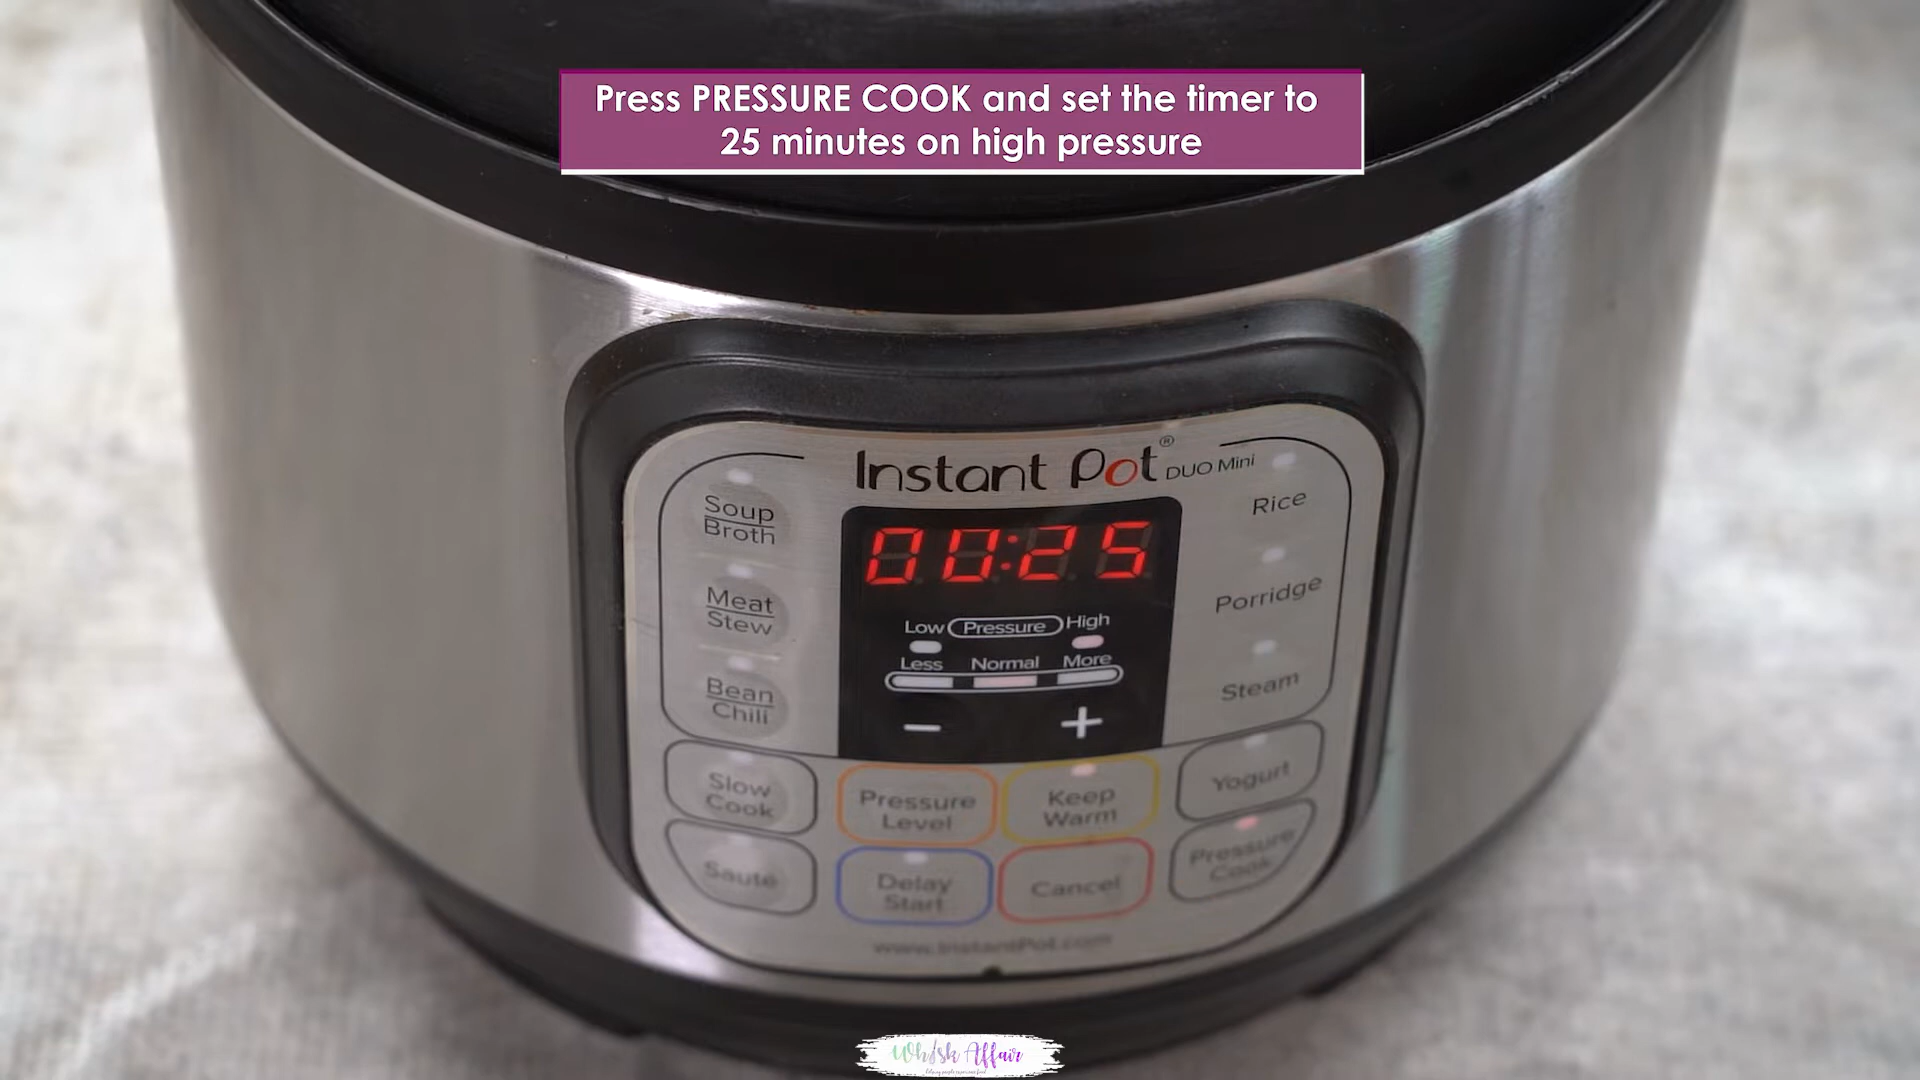 Press PRESSURE COOK and set the timer to
25 minutes on high pressure
Instant Pot® DUO Mini
Soup
Broth
Meat
Stew
Bean
Chili
00:25
Low Pressure High
Less Normal More
− +
Rice
Porridge
Steam
Slow
Cook
Pressure
Level
Keep
Warm
Yogurt
Sauté
Delay
Start
Cancel
Pressure
Cook
www.InstantPot.com
Whisk Affair